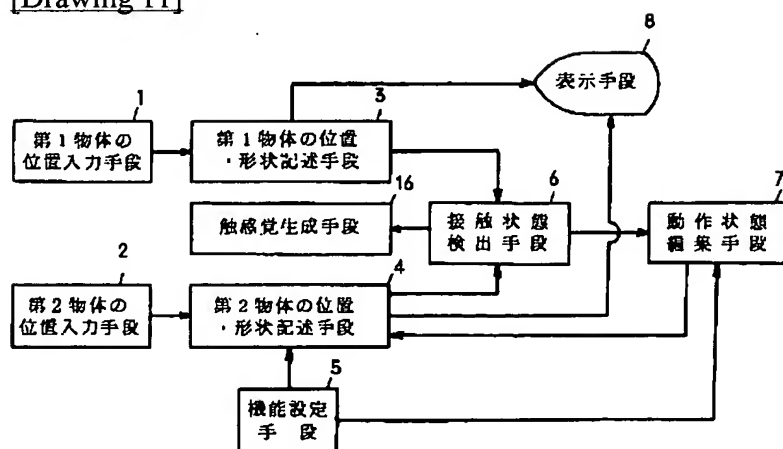 [Drawing 11]
8
表示手段
1
第1物体の
位置入力手段
3
第1物体の位置
・形状記述手段
16
触感覚生成手段
6
接触状態
検出手段
7
動作状態
編集手段
2
第2物体の
位置入力手段
4
第2物体の位置
・形状記述手段
5
機能設定
手段